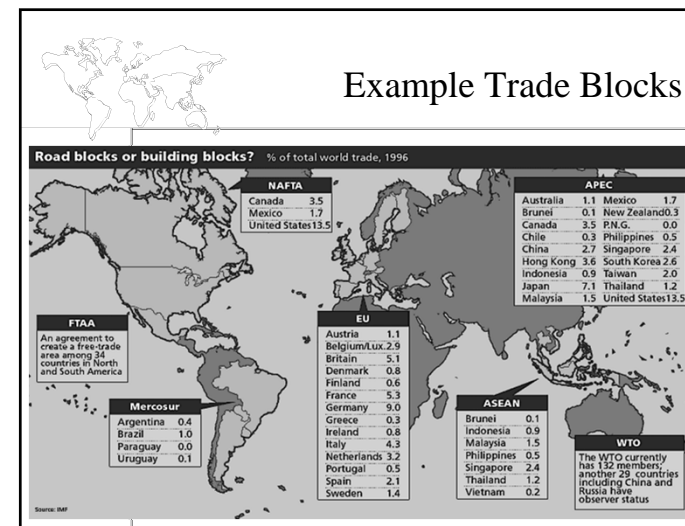 Example Trade Blocks
Road blocks or building blocks? % of total world trade, 1996
NAFTA
Canada 3.5
Mexico 1.7
United States13.5
APEC
Australia 1.1 Mexico 1.7
Brunei 0.1 New Zealand0.3
Canada 3.5 P.N.G. 0.0
Chile 0.3 Philippines 0.5
China 2.7 Singapore 2.4
Hong Kong 3.6 South Korea 2.6
Indonesia 0.9 Taiwan 2.0
Japan 7.1 Thailand 1.2
Malaysia 1.5 United States13.5
FTAA
An agreement to
create a free-trade
area among 34
countries in North
and South America
EU
Austria 1.1
Belgium/Lux.2.9
Britain 5.1
Denmark 0.8
Finland 0.6
France 5.3
Germany 9.0
Greece 0.3
Ireland 0.8
Italy 4.3
Netherlands 3.2
Portugal 0.5
Spain 2.1
Sweden 1.4
Mercosur
Argentina 0.4
Brazil 1.0
Paraguay 0.0
Uruguay 0.1
ASEAN
Brunei 0.1
Indonesia 0.9
Malaysia 1.5
Philippines 0.5
Singapore 2.4
Thailand 1.2
Vietnam 0.2
WTO
The WTO currently
has 132 members;
another 29 countries
including China and
Russia have
observer status
Source: IMF